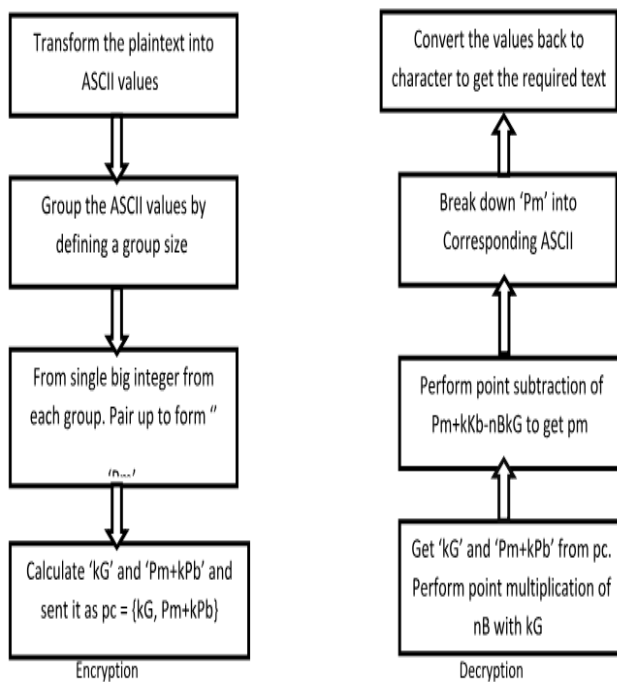 Transform the plaintext into
ASCII values
Group the ASCII values by
defining a group size
From single big integer from
each group. Pair up to form ‘’
Calculate ‘kG’ and ‘Pm+kPb’ and
sent it as pc = {kG, Pm+kPb}
Encryption
Convert the values back to
character to get the required text
Break down ‘Pm’ into
Corresponding ASCII
Perform point subtraction of
Pm+kKb-nBkG to get pm
Get ‘kG’ and ‘Pm+kPb’ from pc.
Perform point multiplication of
nB with kG
Decryption